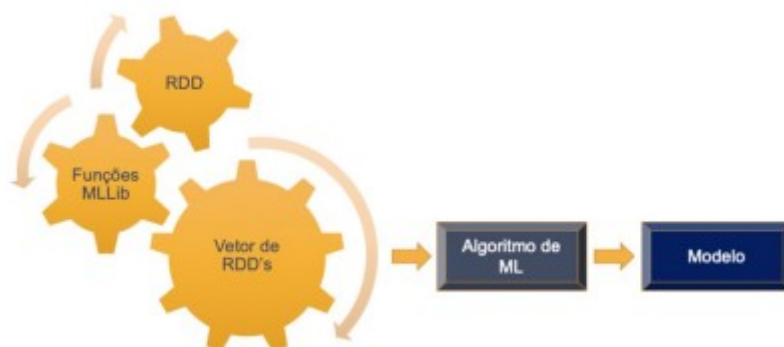 RDD
Funções
MLLib
Vetor de
RDD's
Algoritmo de
ML
Modelo